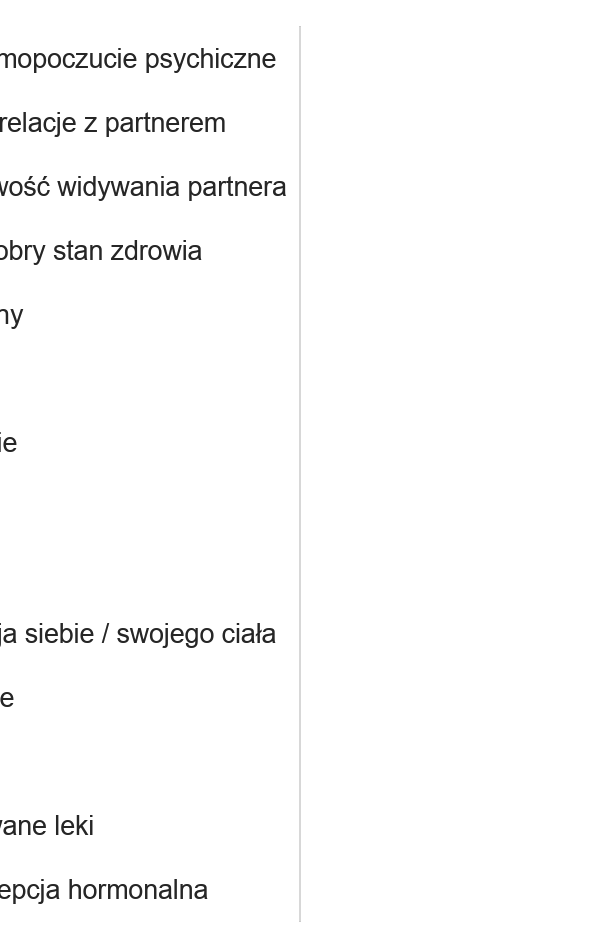 mopoczucie psychiczne
relacje z partnerem
wość widywania partnera
obry stan zdrowia
ny
ie
ja siebie / swojego ciała
e
wane leki
epcja hormonalna